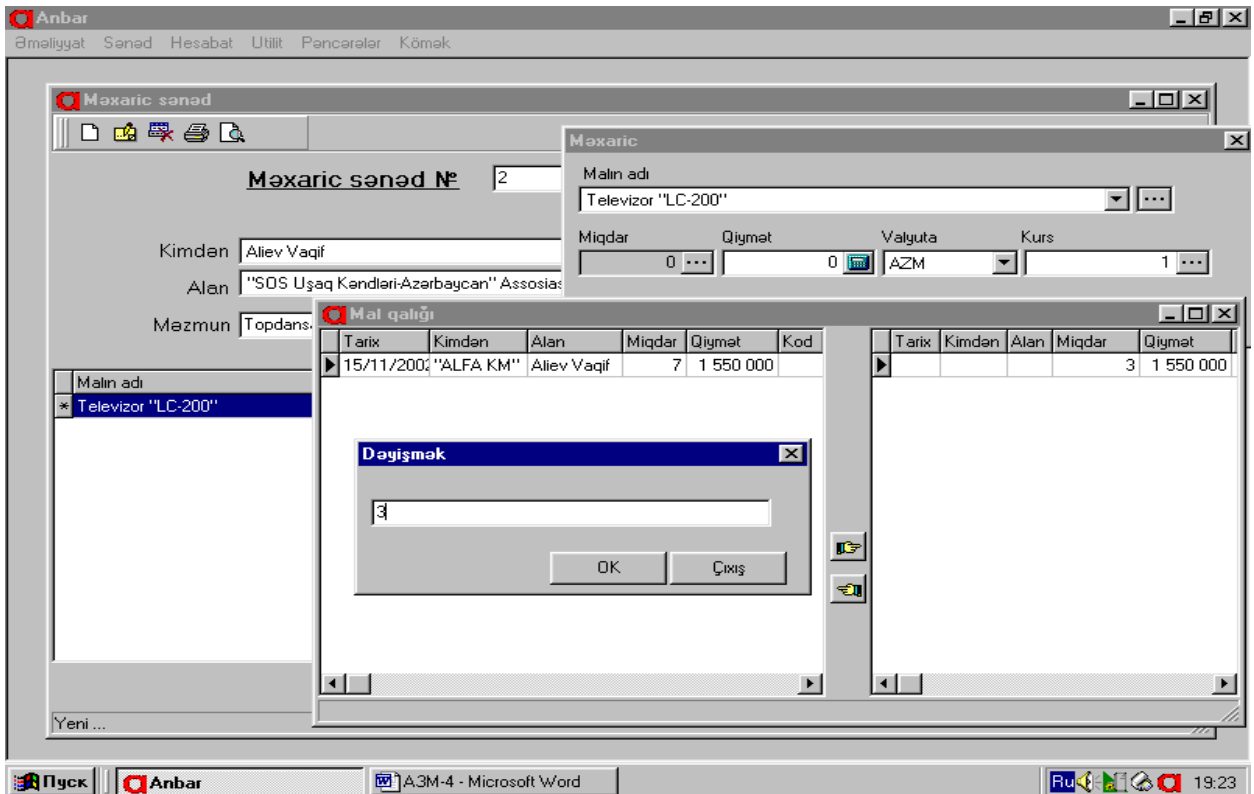 Anbar
Əməliyyat Sənəd Hesabat Utilit Pəncərələr Kömək
Məxaric sənəd
Məxaric sənəd № 2
Kimdən Aliev Vaqif
Alan "SOS Uşaq Kəndləri-Azərbaycan" Assosias
Məzmun Topdans
Malın adı
* Televizor "LC-200"
Yeni ...
Məxaric
Malın adı
Televizor "LC-200"
Miqdar Qiymət Valyuta Kurs
0 0 AZM 1
Mal qalığı
Tarix Kimdən Alan Miqdar Qiymət Kod
15/11/2002 "ALFA KM" Aliev Vaqif 7 1 550 000
Tarix Kimdən Alan Miqdar Qiymət
3 1 550 000
Dəyişmək
3
OK Çıxış
Пуск Anbar АЗМ-4 - Microsoft Word Ru 19:23